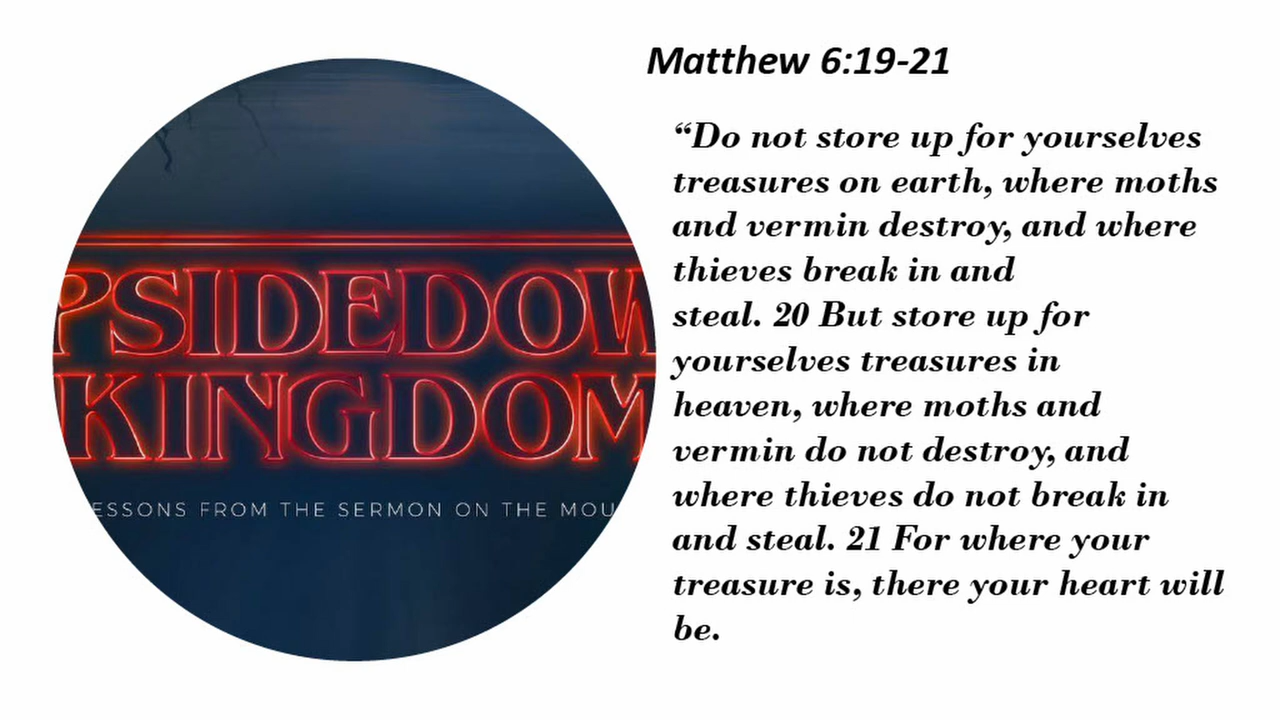 Matthew 6:19-21
“Do not store up for yourselves
treasures on earth, where moths
and vermin destroy, and where
thieves break in and
steal. 20 But store up for
yourselves treasures in
heaven, where moths and
vermin do not destroy, and
where thieves do not break in
and steal. 21 For where your
treasure is, there your heart will
be.
PSIDEDOW
KINGDOM
ESSONS FROM THE SERMON ON THE MOU